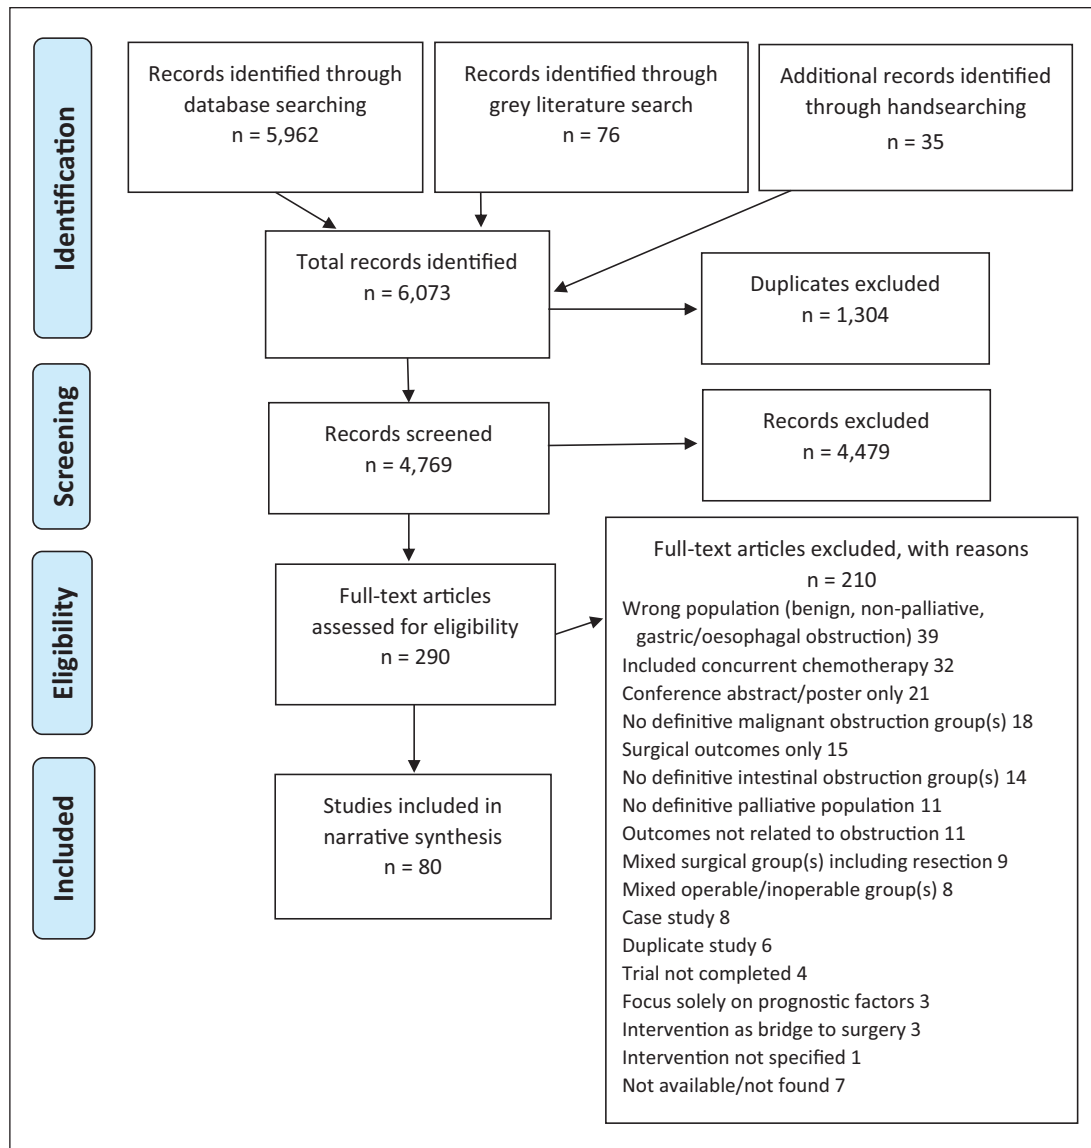 Identification
Records identified through
database searching
n = 5,962
Records identified through
grey literature search
n = 76
Additional records identified
through handsearching
n = 35
Total records identified
n = 6,073
Duplicates excluded
n = 1,304
Screening
Records screened
n = 4,769
Records excluded
n = 4,479
Eligibility
Full-text articles
assessed for eligibility
n = 290
Full-text articles excluded, with reasons
n = 210
Wrong population (benign, non-palliative,
gastric/oesophagal obstruction) 39
Included concurrent chemotherapy 32
Conference abstract/poster only 21
No definitive malignant obstruction group(s) 18
Surgical outcomes only 15
No definitive intestinal obstruction group(s) 14
No definitive palliative population 11
Outcomes not related to obstruction 11
Mixed surgical group(s) including resection 9
Mixed operable/inoperable group(s) 8
Case study 8
Duplicate study 6
Trial not completed 4
Focus solely on prognostic factors 3
Intervention as bridge to surgery 3
Intervention not specified 1
Not available/not found 7
Included
Studies included in
narrative synthesis
n = 80